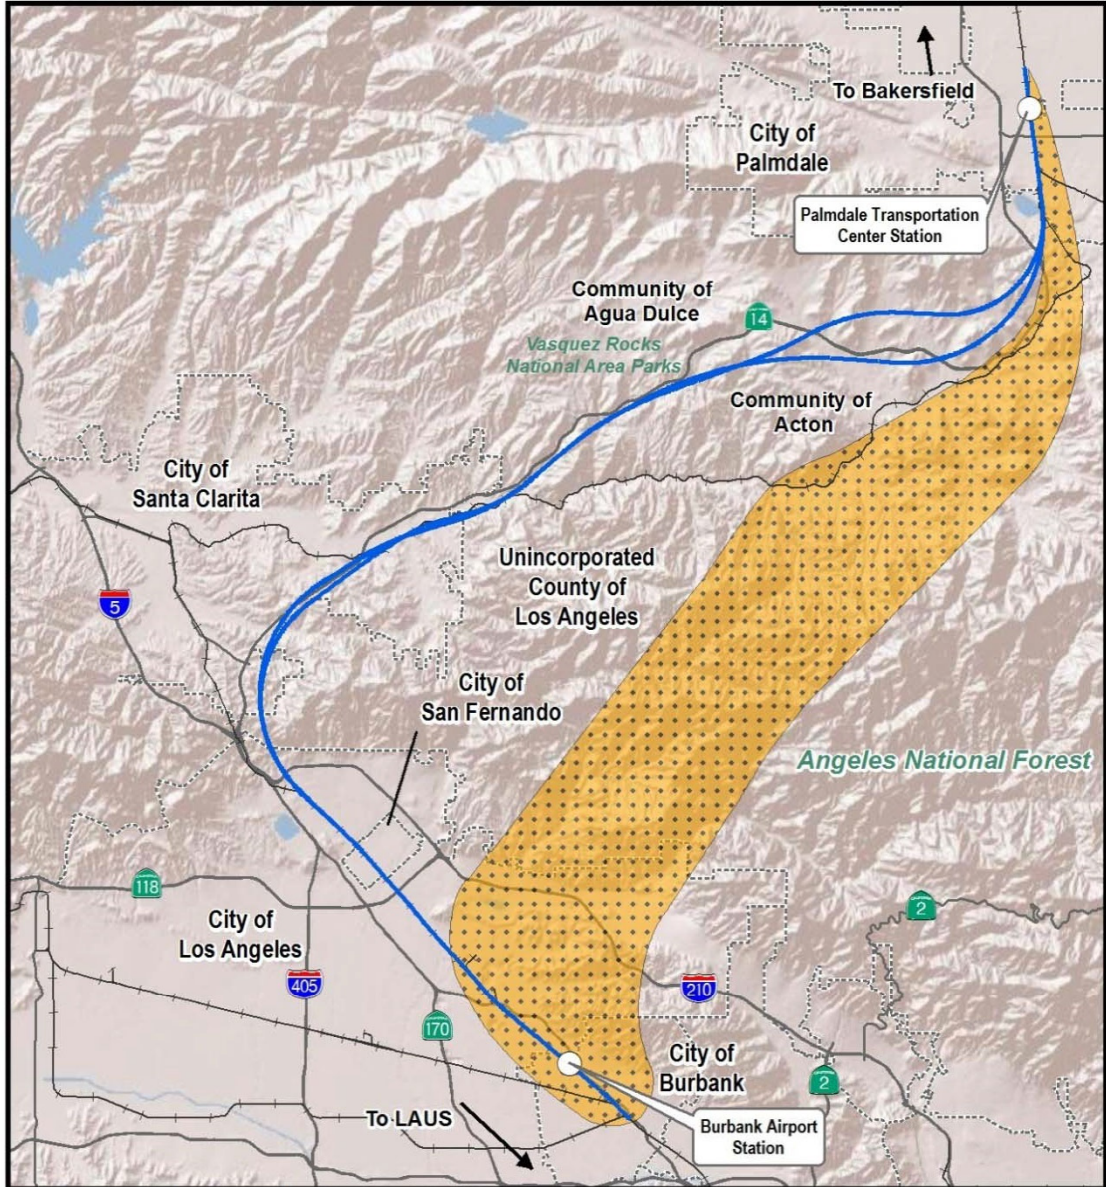 To Bakersfield
City of
Palmdale
Palmdale Transportation
Center Station
Community of
Agua Dulce
14
Vasquez Rocks
National Area Parks
Community of
Acton
City of
Santa Clarita
Unincorporated
County of
Los Angeles
5
City of
San Fernando
Angeles National Forest
118
2
City of
Los Angeles
405
210
170
City of
Burbank
2
To LAUS
Burbank Airport
Station